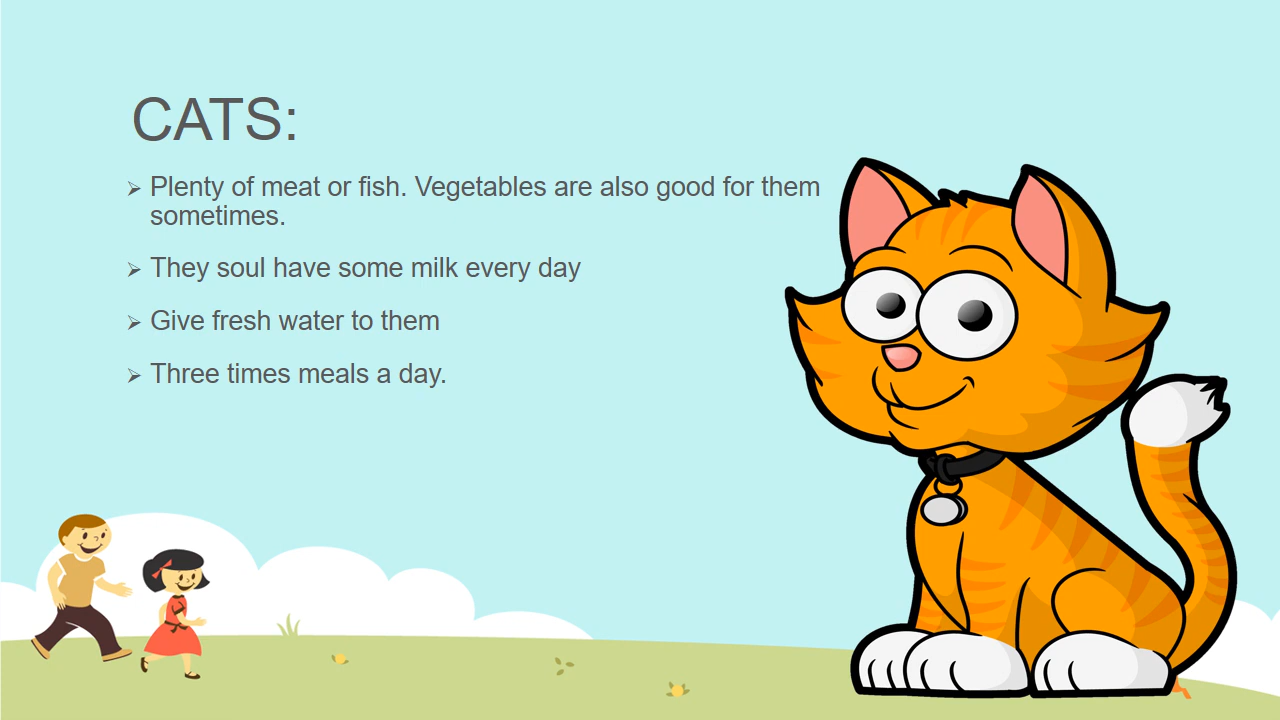 CATS:
➢ Plenty of meat or fish. Vegetables are also good for them
sometimes.
➢ They soul have some milk every day
➢ Give fresh water to them
➢ Three times meals a day.